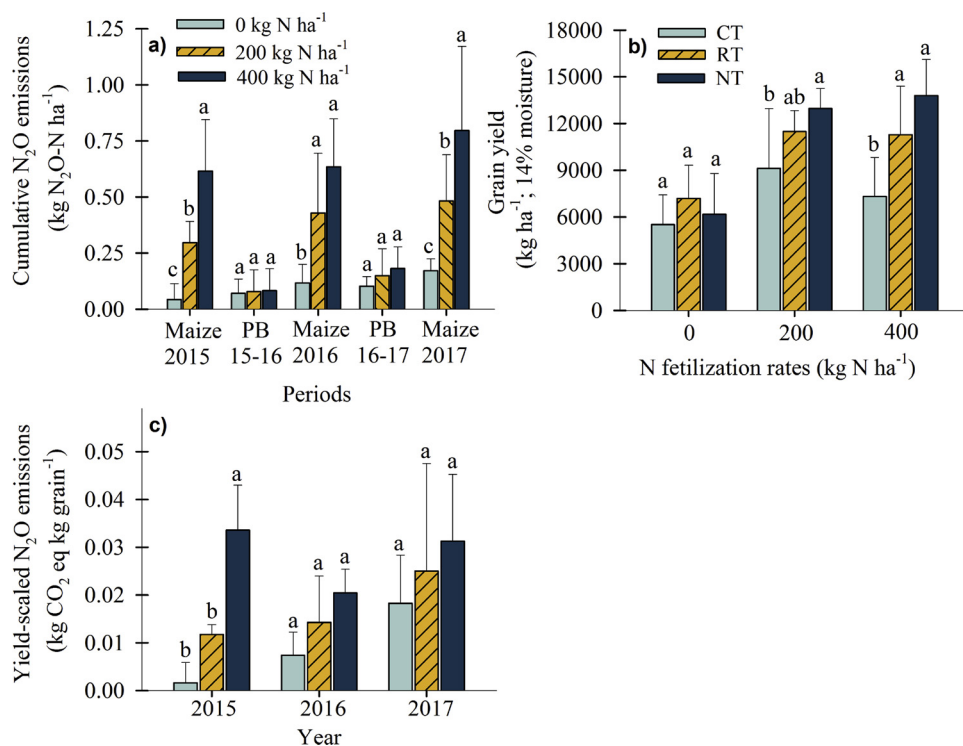 a)
0 kg N ha⁻¹
200 kg N ha⁻¹
400 kg N ha⁻¹
Cumulative N₂O emissions
(kg N₂O-N ha⁻¹)
1.25
1.00
0.75
0.50
0.25
0.00
c b a
a a a
b a a
a a a
c b a
Maize PB Maize PB Maize
2015 15-16 2016 16-17 2017
Periods
b)
CT
RT
NT
Grain yield
(kg ha⁻¹; 14% moisture)
18000
15000
12000
9000
6000
3000
0
a a a
b ab a
b a a
0 200 400
N fetilization rates (kg N ha⁻¹)
c)
Yield-scaled N₂O emissions
(kg CO₂ eq kg grain⁻¹)
0.05
0.04
0.03
0.02
0.01
0.00
b b a
a a a
a a a
2015 2016 2017
Year